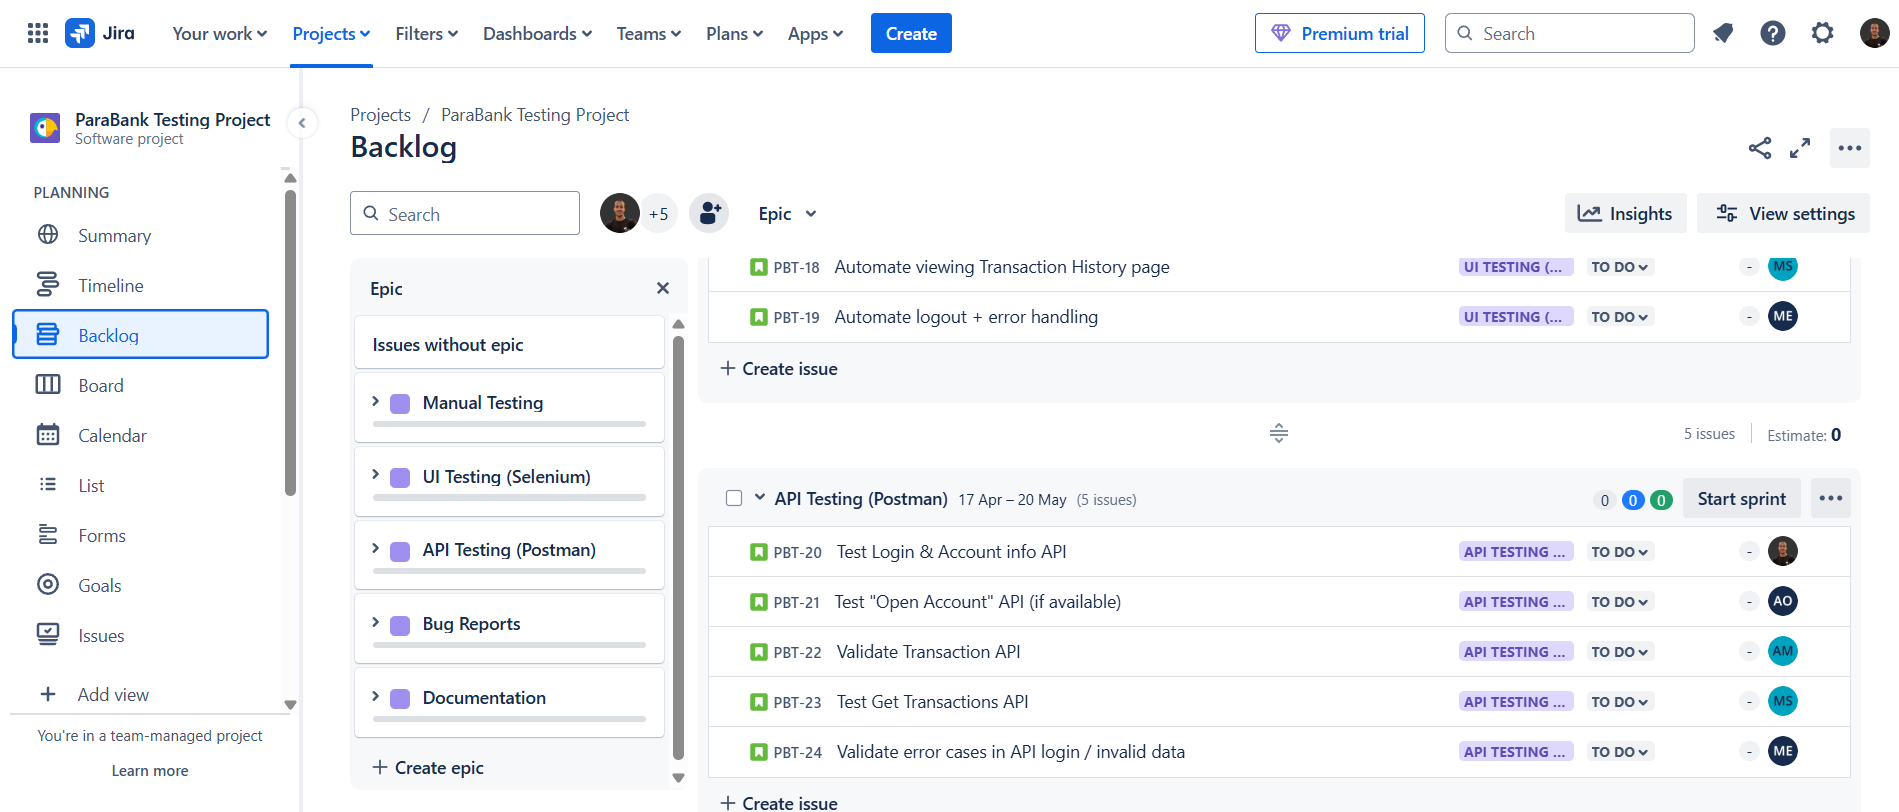 Jira
Your work
Projects
Filters
Dashboards
Teams
Plans
Apps
Create
Premium trial
Search
ParaBank Testing Project
Software project
PLANNING
Summary
Timeline
Backlog
Board
Calendar
List
Forms
Goals
Issues
Add view
You're in a team-managed project
Learn more
Projects / ParaBank Testing Project
Backlog
Search
+5
Epic
Insights
View settings
Epic
Issues without epic
Manual Testing
UI Testing (Selenium)
API Testing (Postman)
Bug Reports
Documentation
Create epic
PBT-18 Automate viewing Transaction History page UI TESTING (... TO DO - MS
PBT-19 Automate logout + error handling UI TESTING (... TO DO - ME
Create issue
5 issues Estimate: 0
API Testing (Postman) 17 Apr – 20 May (5 issues) 0 0 0 Start sprint
PBT-20 Test Login & Account info API API TESTING ... TO DO -
PBT-21 Test "Open Account" API (if available) API TESTING ... TO DO - AO
PBT-22 Validate Transaction API API TESTING ... TO DO - AM
PBT-23 Test Get Transactions API API TESTING ... TO DO - MS
PBT-24 Validate error cases in API login / invalid data API TESTING ... TO DO - ME
Create issue